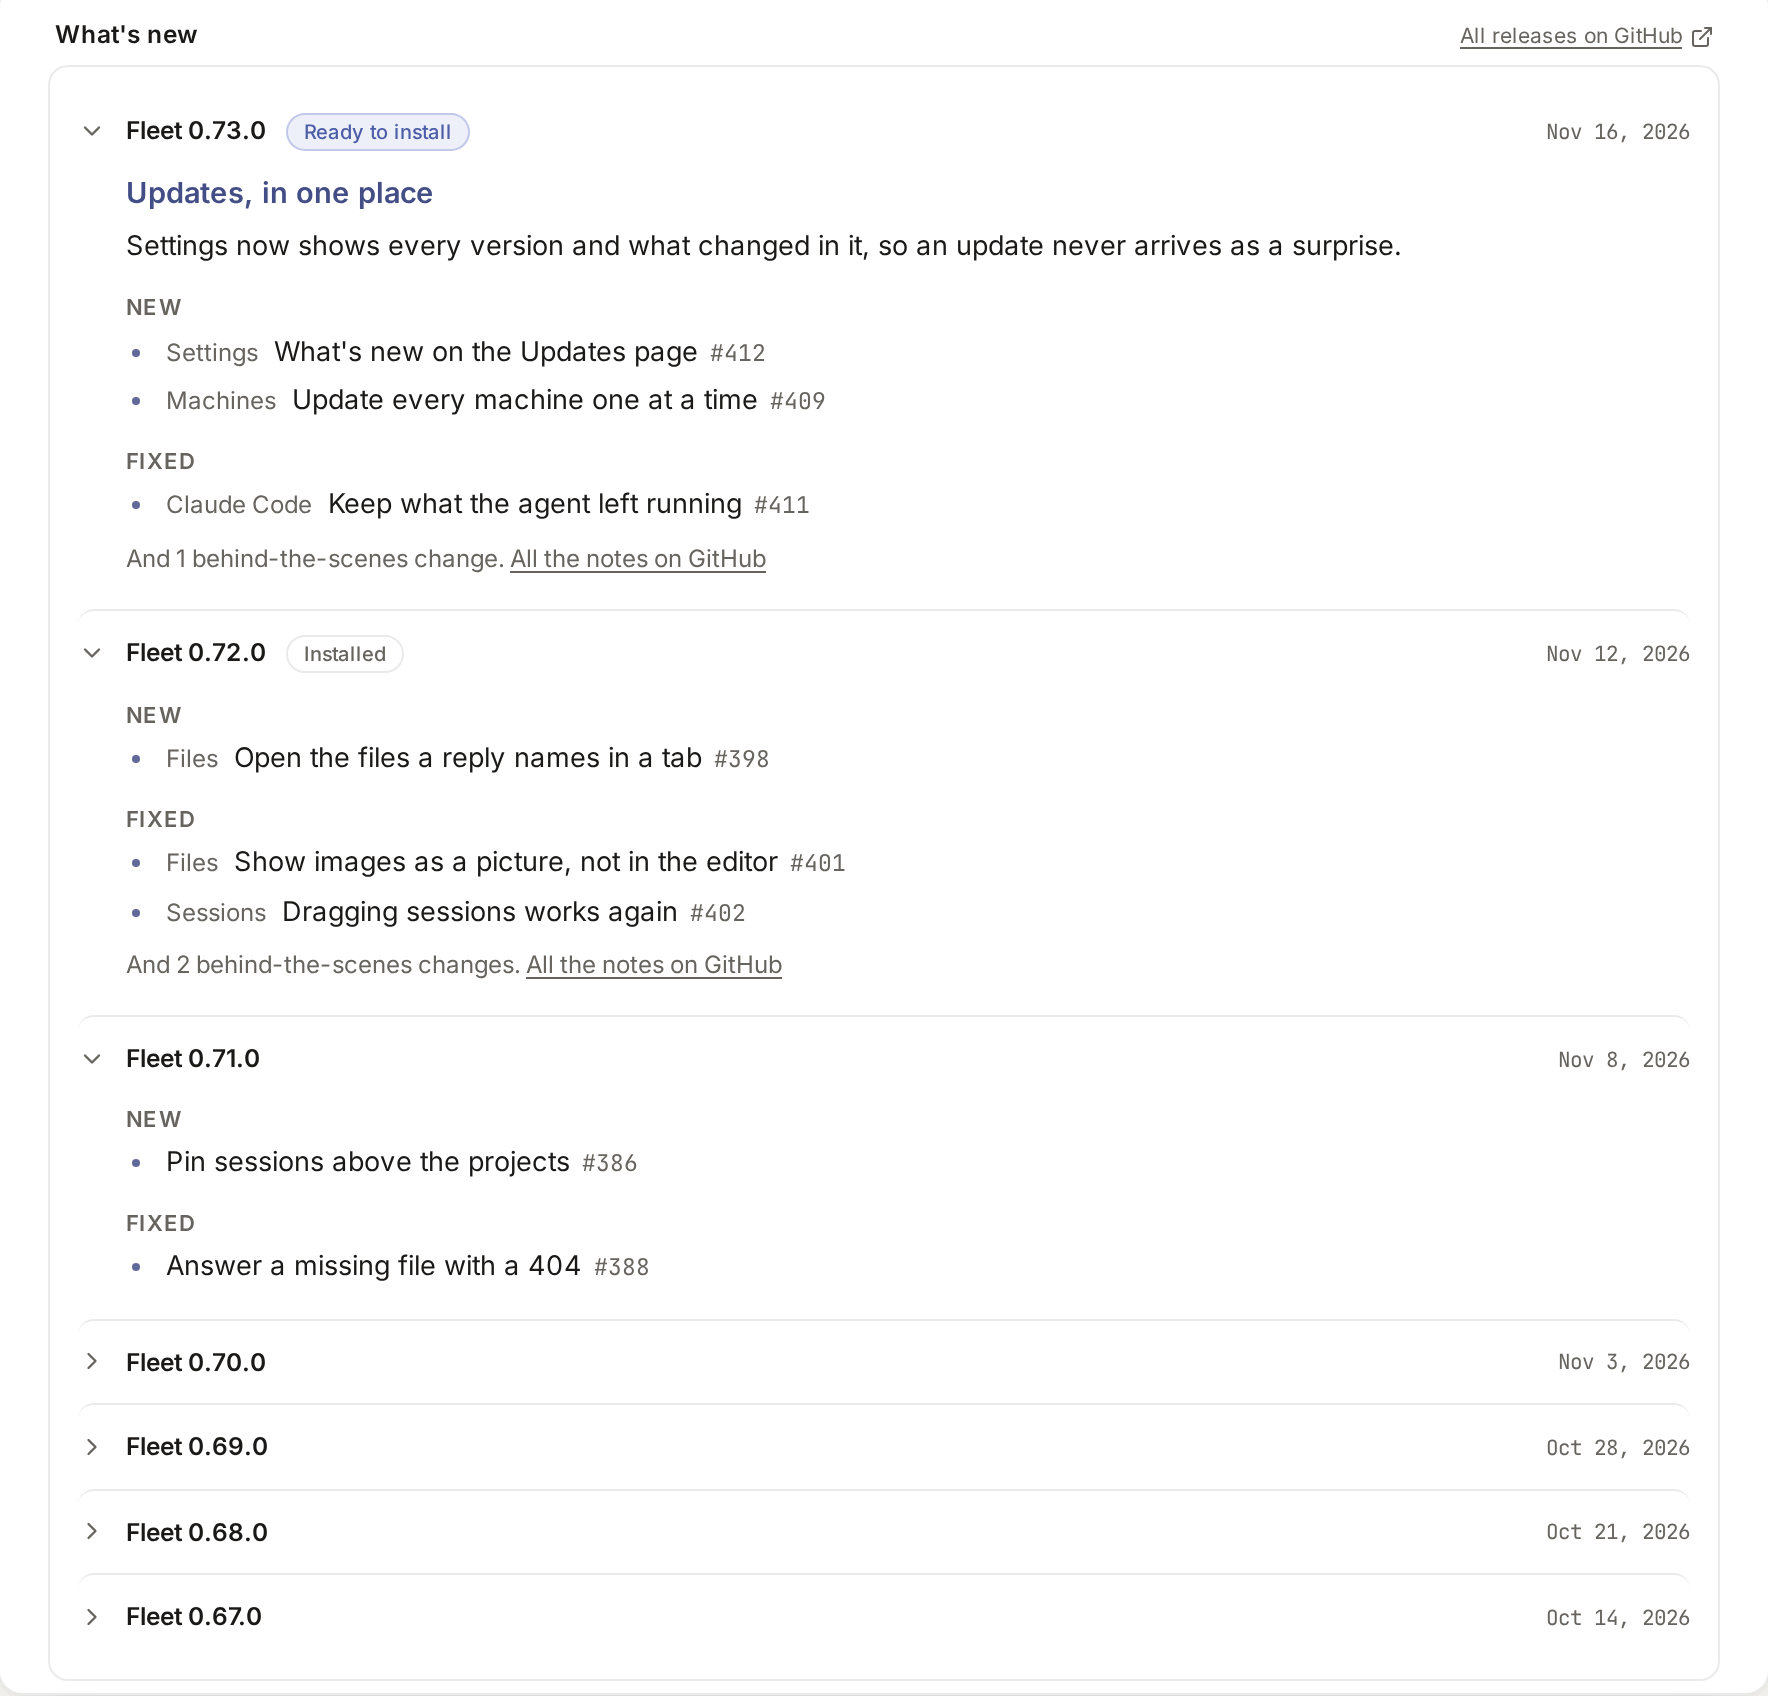 What's new
All releases on GitHub
Fleet 0.73.0 Ready to install Nov 16, 2026
Updates, in one place
Settings now shows every version and what changed in it, so an update never arrives as a surprise.
NEW
• Settings What's new on the Updates page #412
• Machines Update every machine one at a time #409
FIXED
• Claude Code Keep what the agent left running #411
And 1 behind-the-scenes change. All the notes on GitHub
Fleet 0.72.0 Installed Nov 12, 2026
NEW
• Files Open the files a reply names in a tab #398
FIXED
• Files Show images as a picture, not in the editor #401
• Sessions Dragging sessions works again #402
And 2 behind-the-scenes changes. All the notes on GitHub
Fleet 0.71.0 Nov 8, 2026
NEW
• Pin sessions above the projects #386
FIXED
• Answer a missing file with a 404 #388
Fleet 0.70.0 Nov 3, 2026
Fleet 0.69.0 Oct 28, 2026
Fleet 0.68.0 Oct 21, 2026
Fleet 0.67.0 Oct 14, 2026